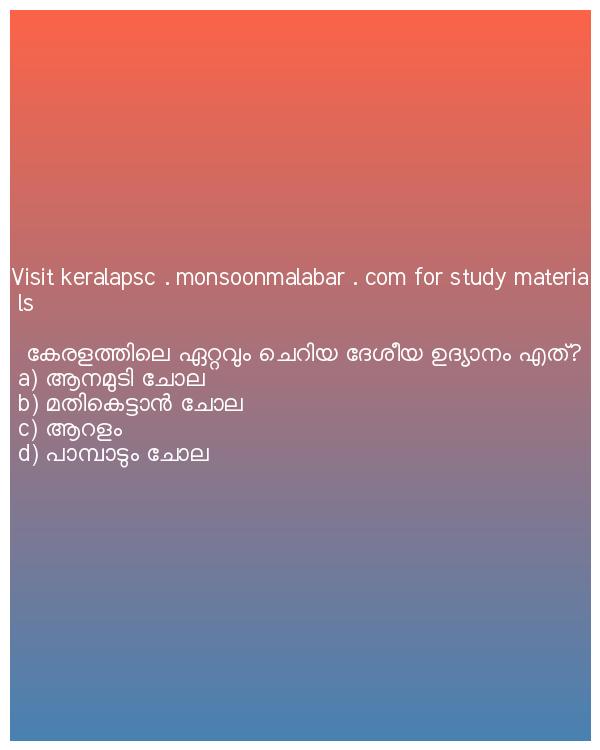 Visit keralapsc . monsoonmalabar . com for study materia
ls
കേരളത്തിലെ ഏറ്റവും ചെറിയ ദേശീയ ഉദ്യാനം ഏത്?
a) ആനമുടി ചോല
b) മതികെട്ടാൻ ചോല
c) ആറളം
d) പാമ്പാടും ചോല